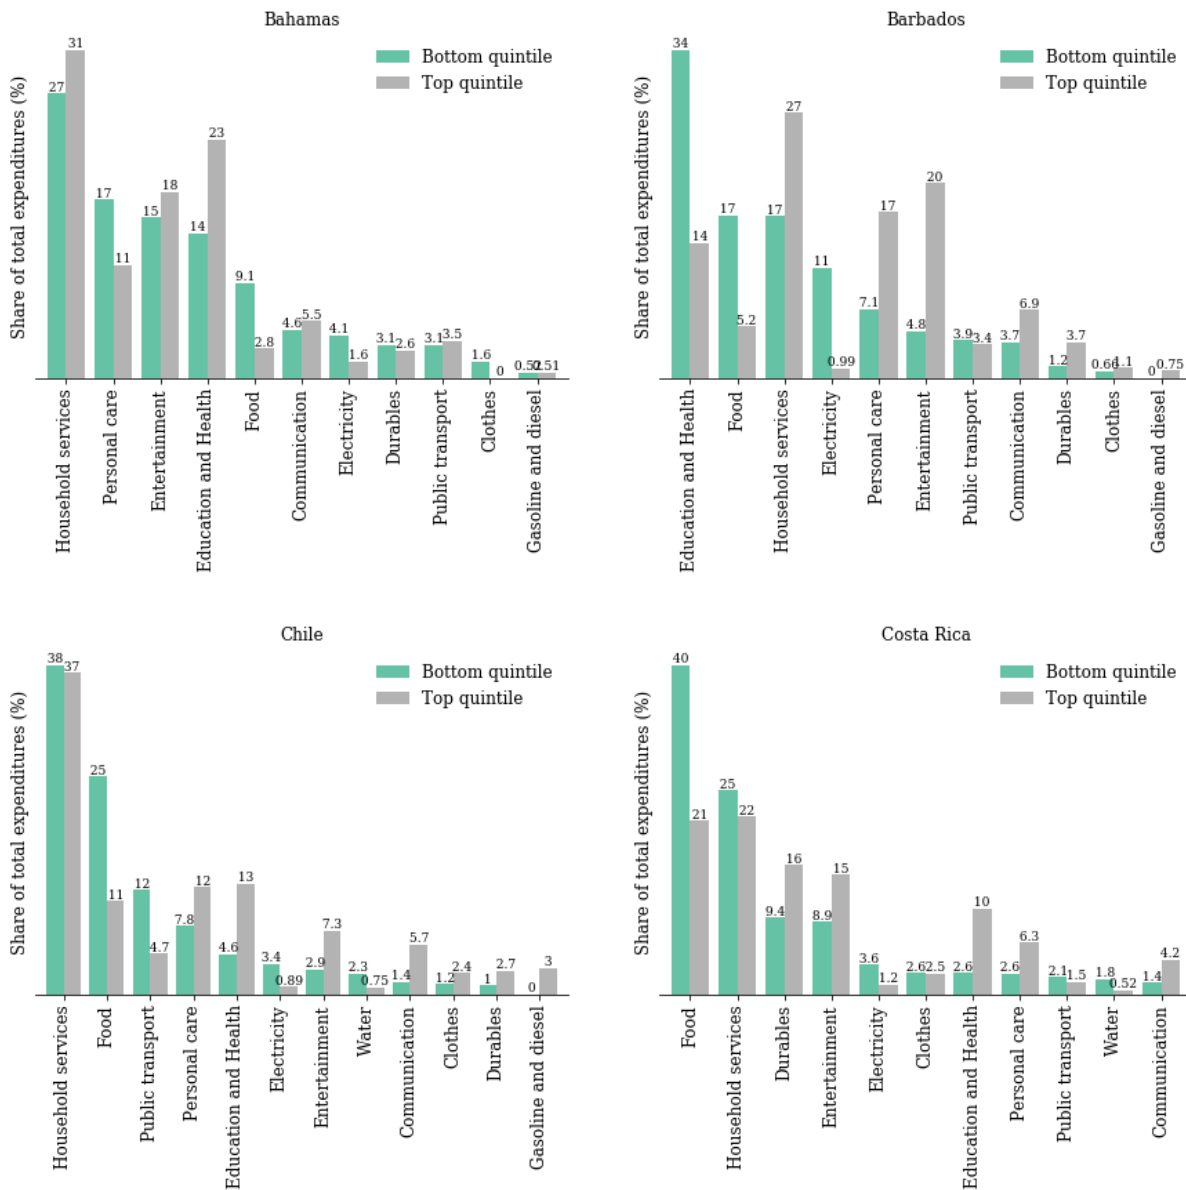 Bahamas
Share of total expenditures (%)
Bottom quintile
Top quintile
27
31
17
11
15
18
14
23
9.1
2.8
4.6
5.5
4.1
1.6
3.1
2.6
3.1
3.5
1.6
0
0.52
0.51
Household services
Personal care
Entertainment
Education and Health
Food
Communication
Electricity
Durables
Public transport
Clothes
Gasoline and diesel
Barbados
Share of total expenditures (%)
Bottom quintile
Top quintile
34
14
17
5.2
17
27
11
0.99
7.1
17
4.8
20
3.9
3.4
3.7
6.9
1.2
3.7
0.66
1.1
0
0.75
Education and Health
Food
Household services
Electricity
Personal care
Entertainment
Public transport
Communication
Durables
Clothes
Gasoline and diesel
Chile
Share of total expenditures (%)
Bottom quintile
Top quintile
38
37
25
11
12
4.7
7.8
12
4.6
13
3.4
0.89
2.9
7.3
2.3
0.75
1.4
5.7
1.2
2.4
1
2.7
0
3
Household services
Food
Public transport
Personal care
Education and Health
Electricity
Entertainment
Water
Communication
Clothes
Durables
Gasoline and diesel
Costa Rica
Share of total expenditures (%)
Bottom quintile
Top quintile
40
21
25
22
9.4
16
8.9
15
3.6
1.2
2.6
2.5
2.6
10
2.6
6.3
2.1
1.5
1.8
0.52
1.4
4.2
Food
Household services
Durables
Entertainment
Electricity
Clothes
Education and Health
Personal care
Public transport
Water
Communication